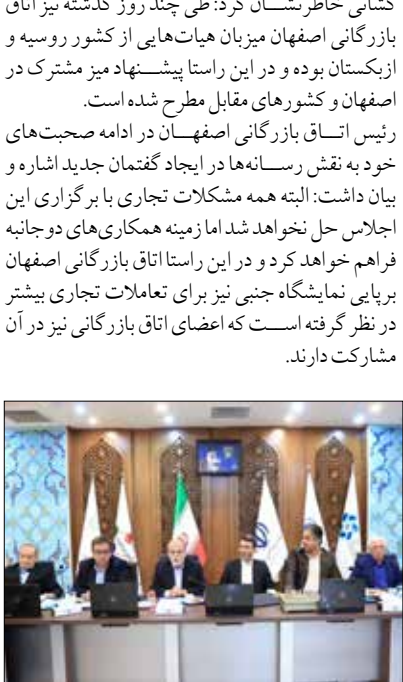 کشانی خاطرنشان کرد: طی چند روز گذشته نیز اتاق
بازرگانی اصفهان میزبان هیات‌هایی از کشور روسیه و
ازبکستان بوده و در این راستا پیشنهاد میز مشترک در
اصفهان و کشورهای مقابل مطرح شده است.
رئیس اتاق بازرگانی اصفهان در ادامه صحبت‌های
خود به نقش رسانه‌ها در ایجاد گفتمان جدید اشاره و
بیان داشت: البته همه مشکلات تجاری با برگزاری این
اجلاس حل نخواهد شد اما زمینه همکاری‌های دوجانبه
فراهم خواهد کرد و در این راستا اتاق بازرگانی اصفهان
برپایی نمایشگاه جنبی نیز برای تعاملات تجاری بیشتر
در نظر گرفته است که اعضای اتاق بازرگانی نیز در آن
مشارکت دارند.